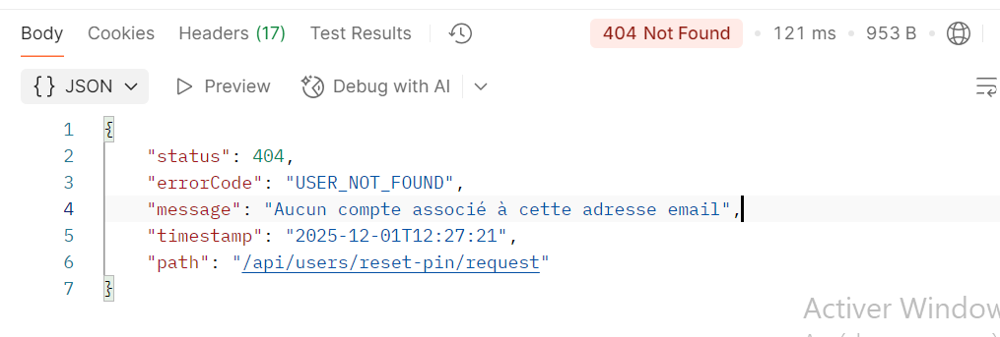 Body Cookies Headers (17) Test Results 404 Not Found 121 ms 953 B
{} JSON Preview Debug with AI
1 {
2 "status": 404,
3 "errorCode": "USER_NOT_FOUND",
4 "message": "Aucun compte associé à cette adresse email",
5 "timestamp": "2025-12-01T12:27:21",
6 "path": "/api/users/reset-pin/request"
7 }
Activer Window